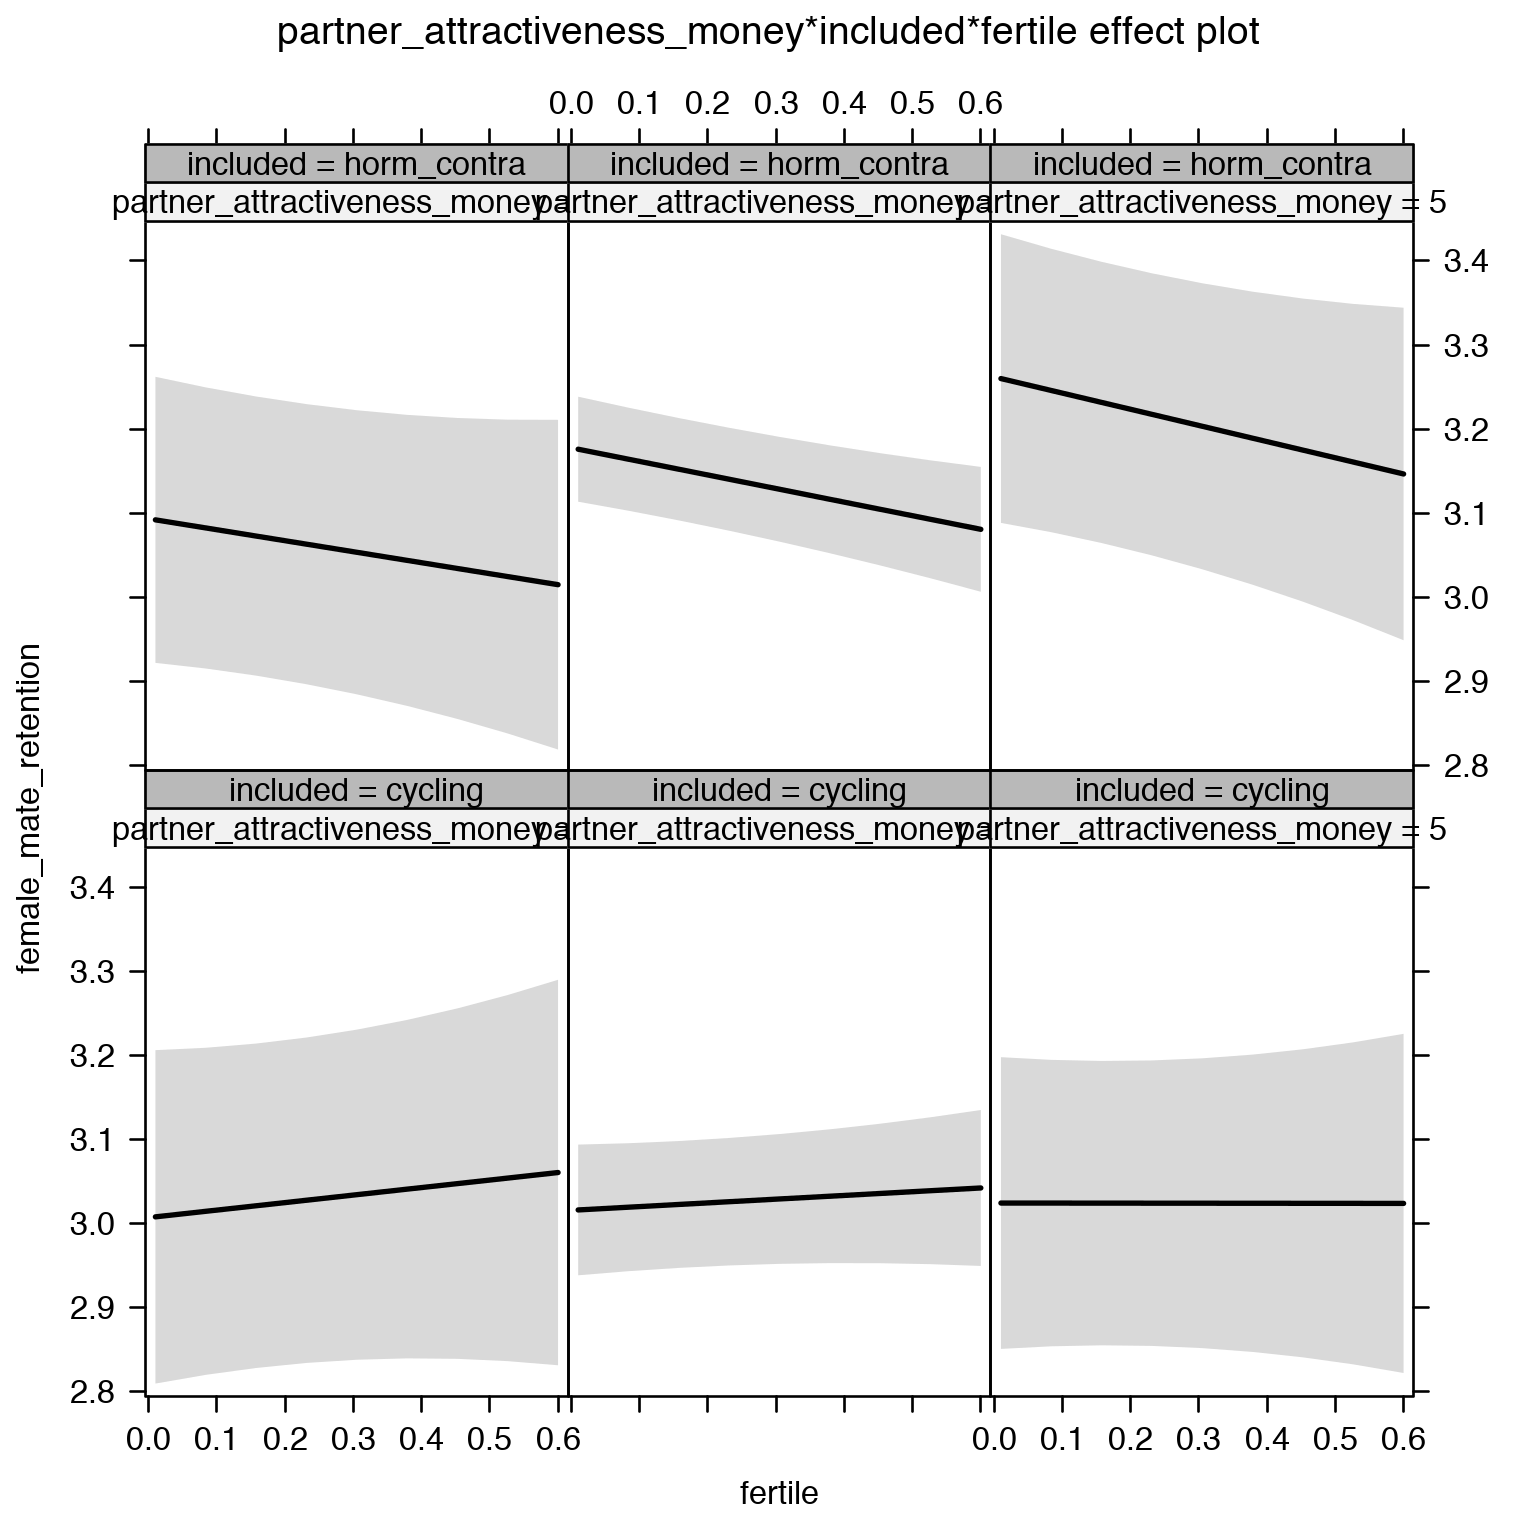 partner_attractiveness_money*included*fertile effect plot
0.0 0.1 0.2 0.3 0.4 0.5 0.6
included = horm_contra included = horm_contra included = horm_contra
partner_attractiveness_money partner_attractiveness_money partner_attractiveness_money = 5
3.4
3.3
3.2
3.1
3.0
2.9
2.8
female_mate_retention
included = cycling included = cycling included = cycling
partner_attractiveness_money partner_attractiveness_money partner_attractiveness_money = 5
3.4
3.3
3.2
3.1
3.0
2.9
2.8
0.0 0.1 0.2 0.3 0.4 0.5 0.6 0.0 0.1 0.2 0.3 0.4 0.5 0.6
fertile